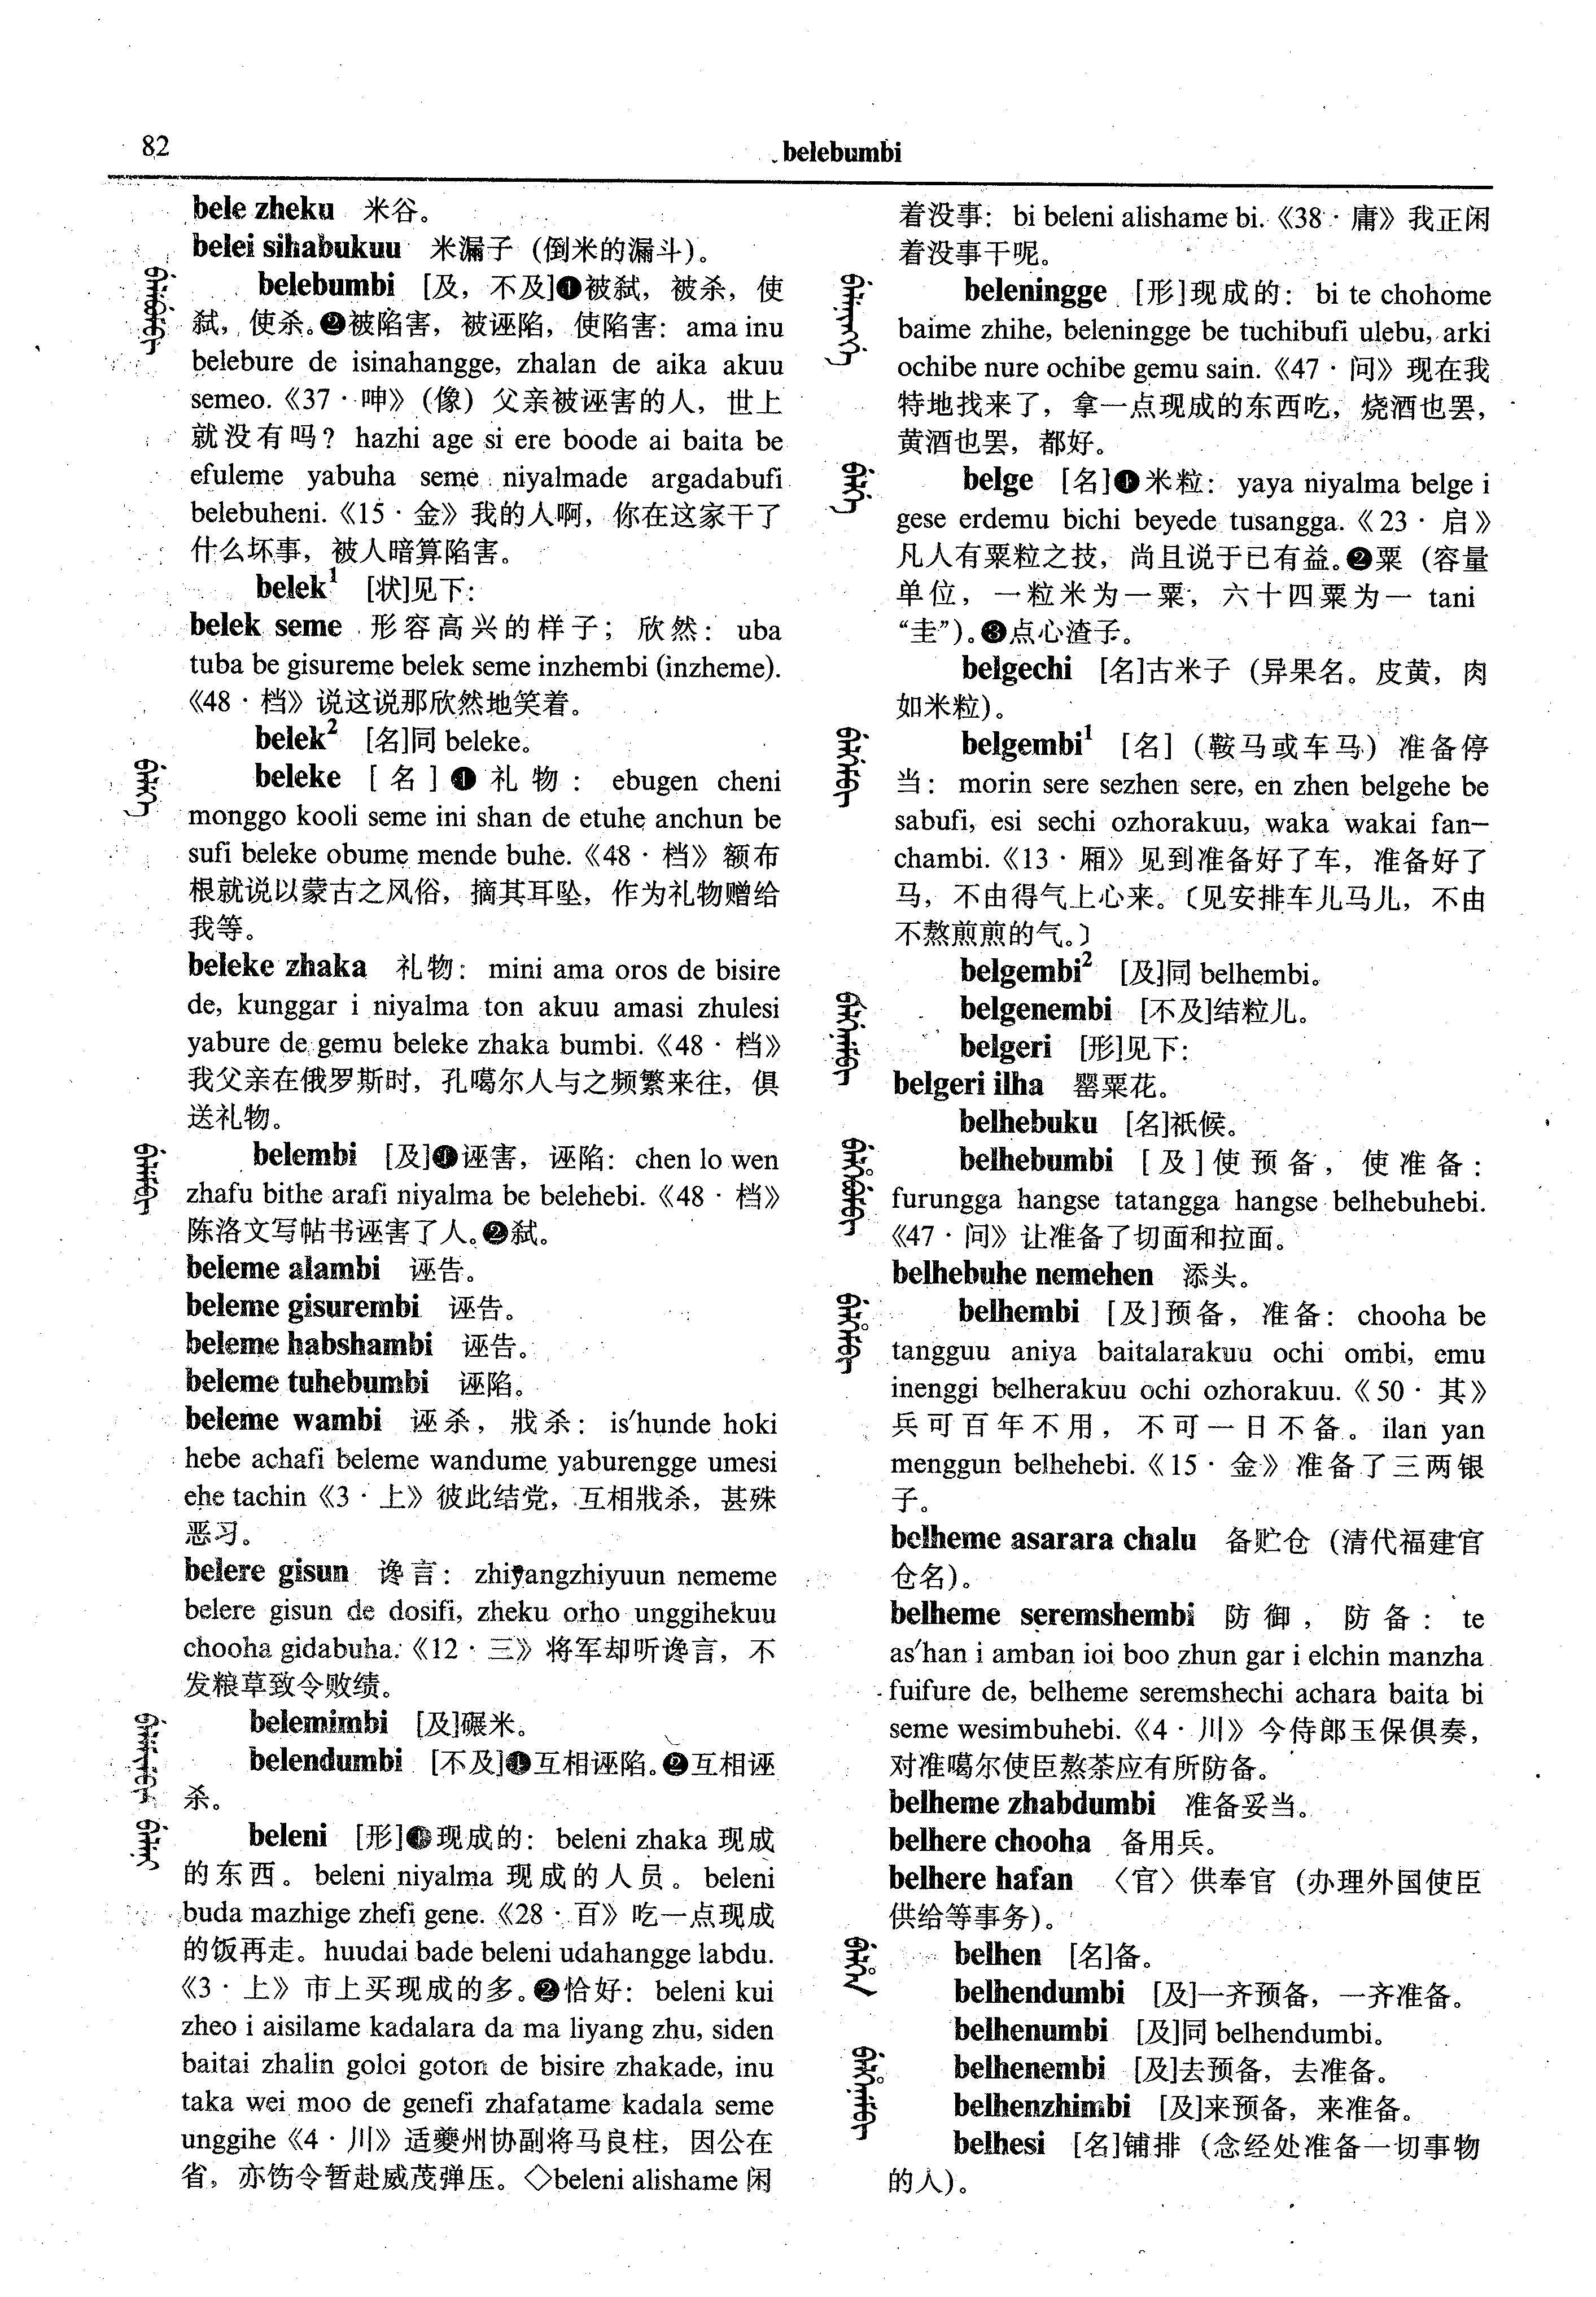 82
belebumbi
bele zheku 米谷。
belei sihabukuu 米漏子（倒米的漏斗）。
belebumbi [及，不及]❶被弑，被杀，使
弑，使杀。❷被陷害，被诬陷，使陷害：ama inu
belebure de isinahangge, zhalan de aika akuu
semeo.《37·呻》（像）父亲被诬害的人，世上
就没有吗？hazhi age si ere boode ai baita be
efuleme yabuha seme niyalmade argadabufi
belebuheni.《15·金》我的人啊，你在这家干了
什么坏事，被人暗算陷害。
belek¹ [状]见下：
belek seme 形容高兴的样子；欣然：uba
tuba be gisureme belek seme inzhembi (inzheme).
《48·档》说这说那欣然地笑着。
belek² [名]同 beleke。
beleke [名]❶礼物：ebugen cheni
monggo kooli seme ini shan de etuhe anchun be
sufi beleke obume mende buhe.《48·档》额布
根就说以蒙古之风俗，摘其耳坠，作为礼物赠给
我等。
beleke zhaka 礼物：mini ama oros de bisire
de, kunggar i niyalma ton akuu amasi zhulesi
yabure de gemu beleke zhaka bumbi.《48·档》
我父亲在俄罗斯时，孔噶尔人与之频繁来往，俱
送礼物。
belembi [及]❶诬害，诬陷：chen lo wen
zhafu bithe arafi niyalma be belehebi.《48·档》
陈洛文写帖书诬害了人。❷弑。
beleme alambi 诬告。
beleme gisurembi 诬告。
beleme habshambi 诬告。
beleme tuhebumbi 诬陷。
beleme wambi 诬杀，戕杀：is'hunde hoki
hebe achafi beleme wandume yaburengge umesi
ehe tachin《3·上》彼此结党，互相戕杀，甚殊
恶习。
belere gisun 谗言：zhiyangzhiyuun nememe
belere gisun de dosifi, zheku orho unggihekuu
chooha gidabuha.《12·三》将军却听谗言，不
发粮草致令败绩。
belemimbi [及]碾米。
belendumbi [不及]❶互相诬陷。❷互相诬
杀。
beleni [形]❶现成的：beleni zhaka 现成
的东西。beleni niyalma 现成的人员。beleni
buda mazhige zhefi gene.《28·百》吃一点现成
的饭再走。huudai bade beleni udahangge labdu.
《3·上》市上买现成的多。❷恰好：beleni kui
zheo i aisilame kadalara da ma liyang zhu, siden
baitai zhalin goloi goton de bisire zhakade, inu
taka wei moo de genefi zhafatame kadala seme
unggihe《4·川》适夔州协副将马良柱，因公在
省，亦饬令暂赴威茂弹压。◇beleni alishame 闲
着没事：bi beleni alishame bi.《38·庸》我正闲
着没事干呢。
beleningge [形]现成的：bi te chohome
baime zhihe, beleningge be tuchibufi ulebu, arki
ochibe nure ochibe gemu sain.《47·问》现在我
特地找来了，拿一点现成的东西吃，烧酒也罢，
黄酒也罢，都好。
belge [名]❶米粒：yaya niyalma belge i
gese erdemu bichi beyede tusangga.《23·启》
凡人有粟粒之技，尚且说于已有益。❷粟（容量
单位，一粒米为一粟，六十四粟为一 tani
“圭”）。❸点心渣子。
belgechi [名]古米子（异果名。皮黄，肉
如米粒）。
belgembi¹ [名]（鞍马或车马）准备停
当：morin sere sezhen sere, en zhen belgehe be
sabufi, esi sechi ozhorakuu, waka wakai fan-
chambi.《13·厢》见到准备好了车，准备好了
马，不由得气上心来。〔见安排车儿马儿，不由
不熬煎煎的气。〕
belgembi² [及]同 belhembi。
belgenembi [不及]结粒儿。
belgeri [形]见下：
belgeri ilha 罂粟花。
belhebuku [名]祇候。
belhebumbi [及]使预备，使准备：
furungga hangse tatangga hangse belhebuhebi.
《47·问》让准备了切面和拉面。
belhebuhe nemehen 添头。
belhembi [及]预备，准备：chooha be
tangguu aniya baitalarakuu ochi ombi, emu
inenggi belherakuu ochi ozhorakuu.《50·其》
兵可百年不用，不可一日不备。ilan yan
menggun belhehebi.《15·金》准备了三两银
子。
belheme asarara chalu 备贮仓（清代福建官
仓名）。
belheme seremshembi 防御，防备：te
as'han i amban ioi boo zhun gar i elchin manzha
fuifure de, belheme seremshechi achara baita bi
seme wesimbuhebi.《4·川》今侍郎玉保俱奏，
对准噶尔使臣熬茶应有所防备。
belheme zhabdumbi 准备妥当。
belhere chooha 备用兵。
belhere hafan 〈官〉供奉官（办理外国使臣
供给等事务）。
belhen [名]备。
belhendumbi [及]一齐预备，一齐准备。
belhenumbi [及]同 belhendumbi。
belhenembi [及]去预备，去准备。
belhenzhimbi [及]来预备，来准备。
belhesi [名]铺排（念经处准备一切事物
的人）。